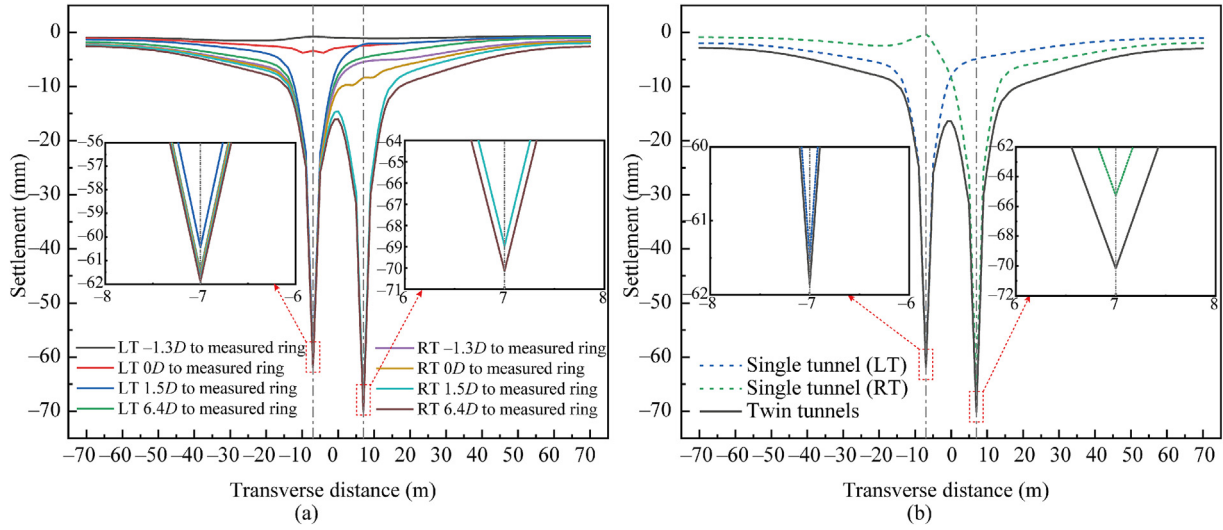 0
−10
−20
−30
−40
−50
−60
−70
Settlement (mm)
−56
−57
−58
−59
−60
−61
−62
−8
−7
−6
−64
−65
−66
−67
−68
−69
−70
−71
6
7
8
LT −1.3D to measured ring
LT 0D to measured ring
LT 1.5D to measured ring
LT 6.4D to measured ring
RT −1.3D to measured ring
RT 0D to measured ring
RT 1.5D to measured ring
RT 6.4D to measured ring
−70 −60 −50 −40 −30 −20 −10 0 10 20 30 40 50 60 70
Transverse distance (m)
(a)
0
−10
−20
−30
−40
−50
−60
−70
Settlement (mm)
−60
−61
−62
−8
−7
−6
−62
−64
−66
−68
−70
−72
6
7
8
Single tunnel (LT)
Single tunnel (RT)
Twin tunnels
−70 −60 −50 −40 −30 −20 −10 0 10 20 30 40 50 60 70
Transverse distance (m)
(b)